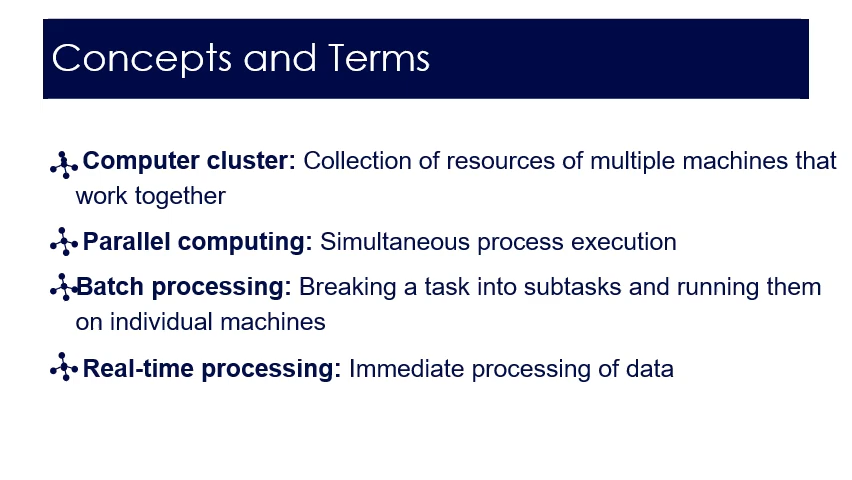 Concepts and Terms
Computer cluster: Collection of resources of multiple machines that
work together
Parallel computing: Simultaneous process execution
Batch processing: Breaking a task into subtasks and running them
on individual machines
Real-time processing: Immediate processing of data